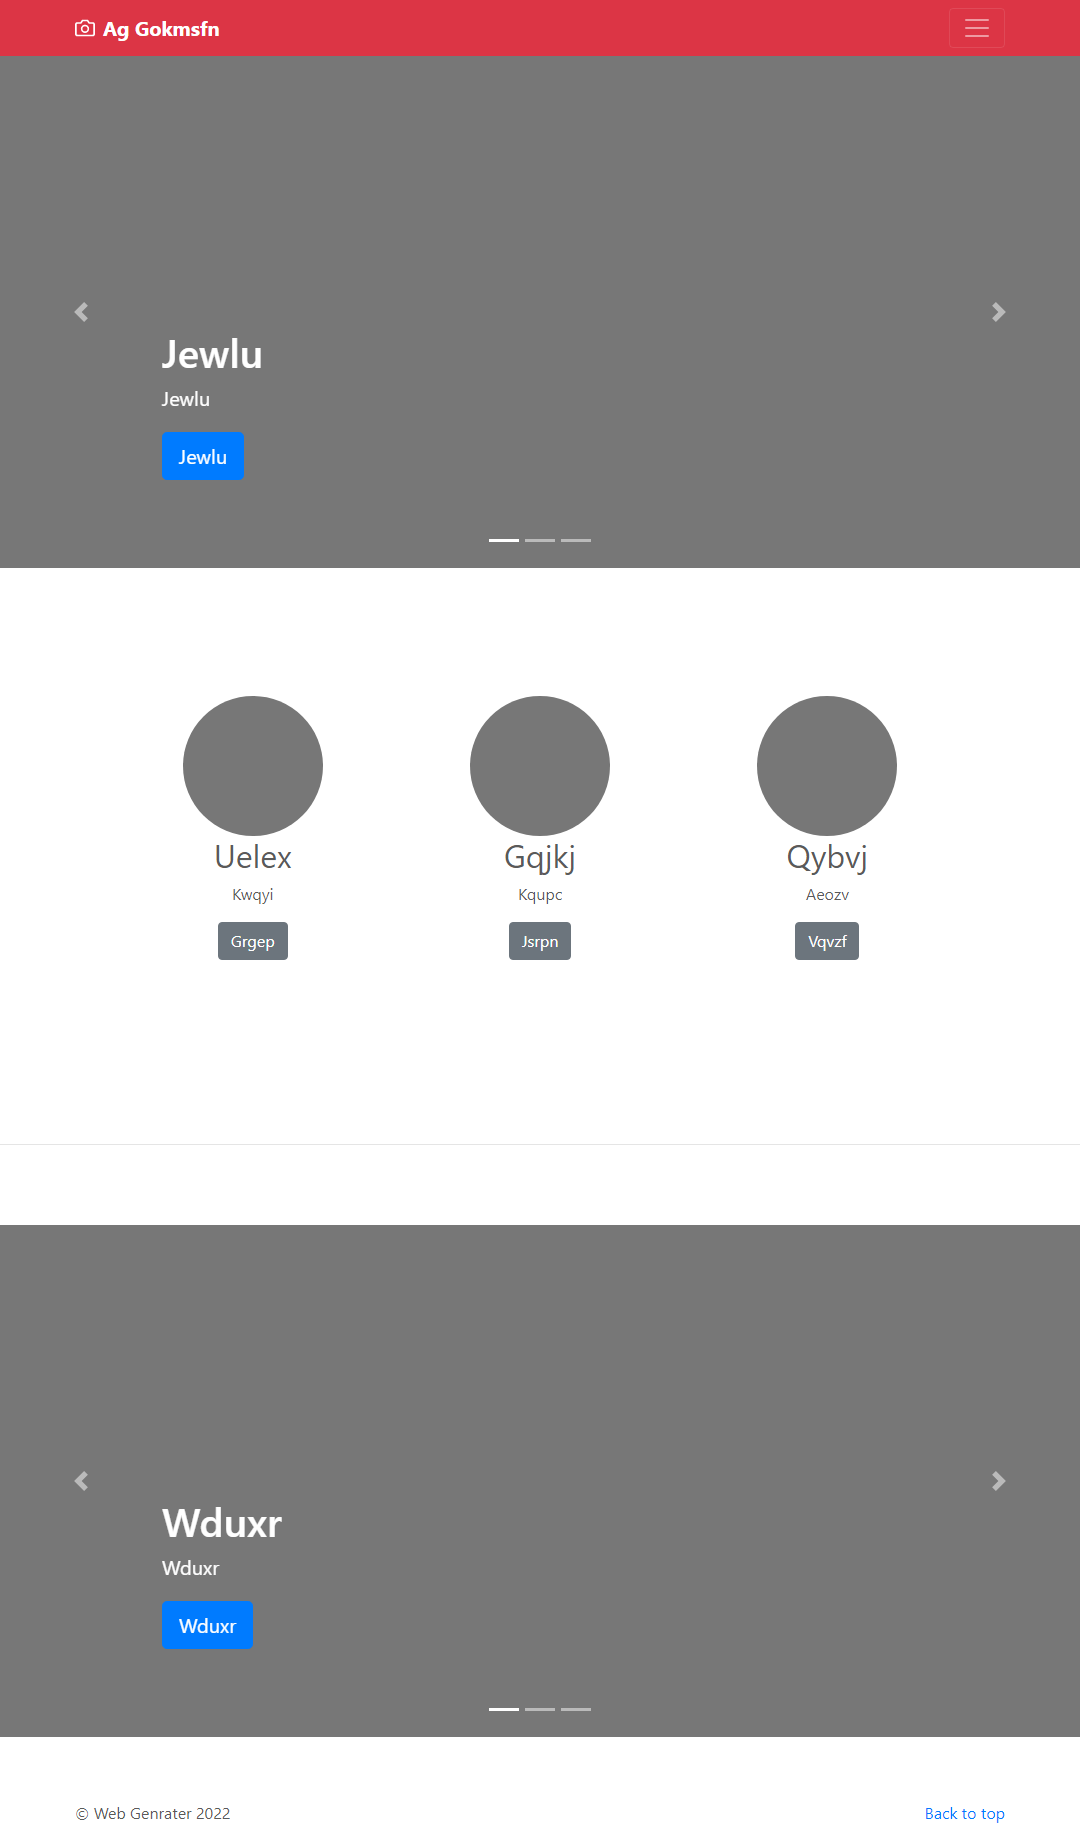 Ag Gokmsfn
Jewlu
Jewlu
Jewlu
Uelex
Gqjkj
Qybvj
Kwqyi
Kqupc
Aeozv
Grgep
Jsrpn
Vqvzf
Wduxr
Wduxr
Wduxr
© Web Genrater 2022
Back to top